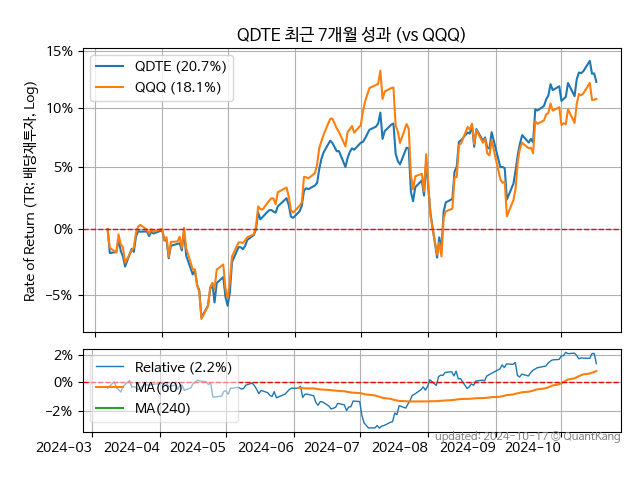 QDTE 최근 7개월 성과 (vs QQQ)
Rate of Return (TR: 배당재투자, Log)
15%
10%
5%
0%
−5%
QDTE (20.7%)
QQQ (18.1%)
2%
0%
−2%
Relative (2.2%)
MA(60)
MA(240)
2024-03
2024-04
2024-05
2024-06
2024-07
2024-08
2024-09
2024-10
updated: 2024-10-17 © QuantKang